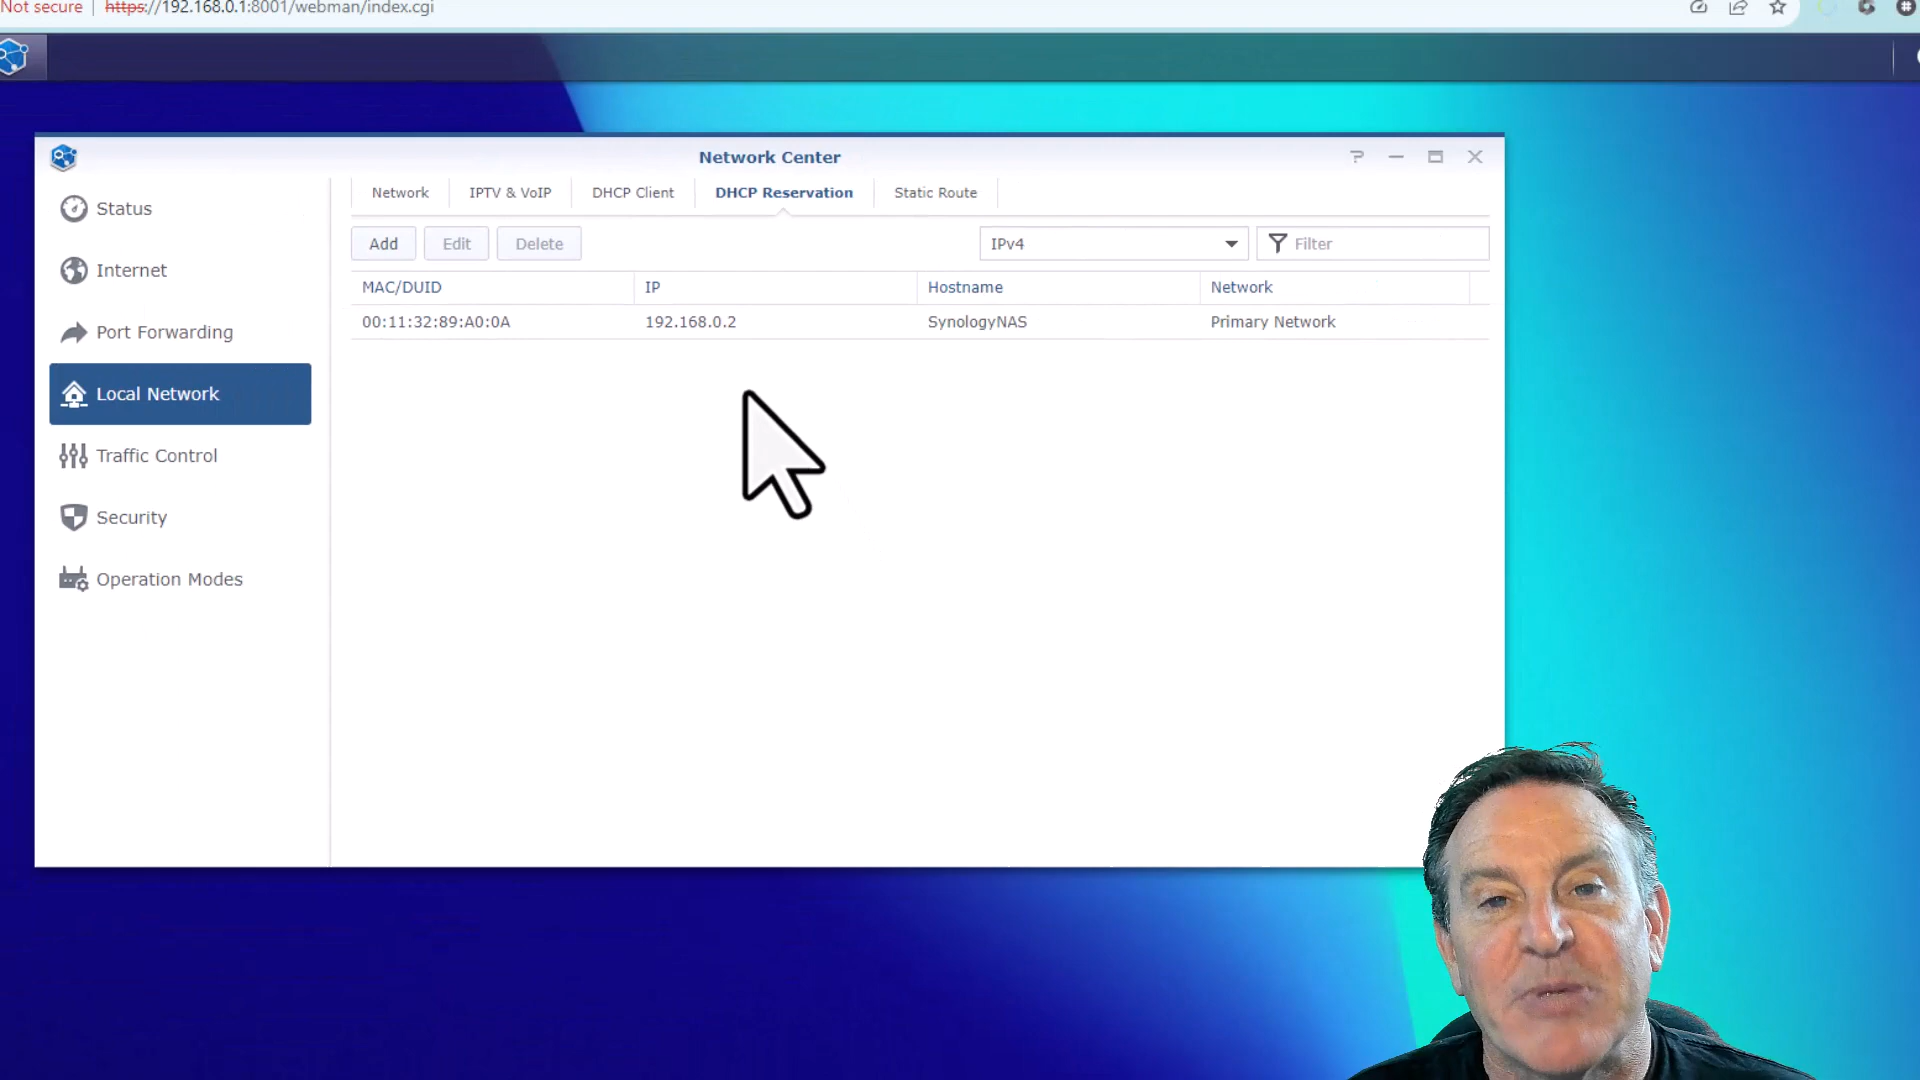 Not secure | https://192.168.0.1:8001/webman/index.cgi
Network Center
Status
Internet
Port Forwarding
Local Network
Traffic Control
Security
Operation Modes
Network IPTV & VoIP DHCP Client DHCP Reservation Static Route
Add Edit Delete IPv4 Filter
MAC/DUID IP Hostname Network
00:11:32:89:A0:0A 192.168.0.2 SynologyNAS Primary Network